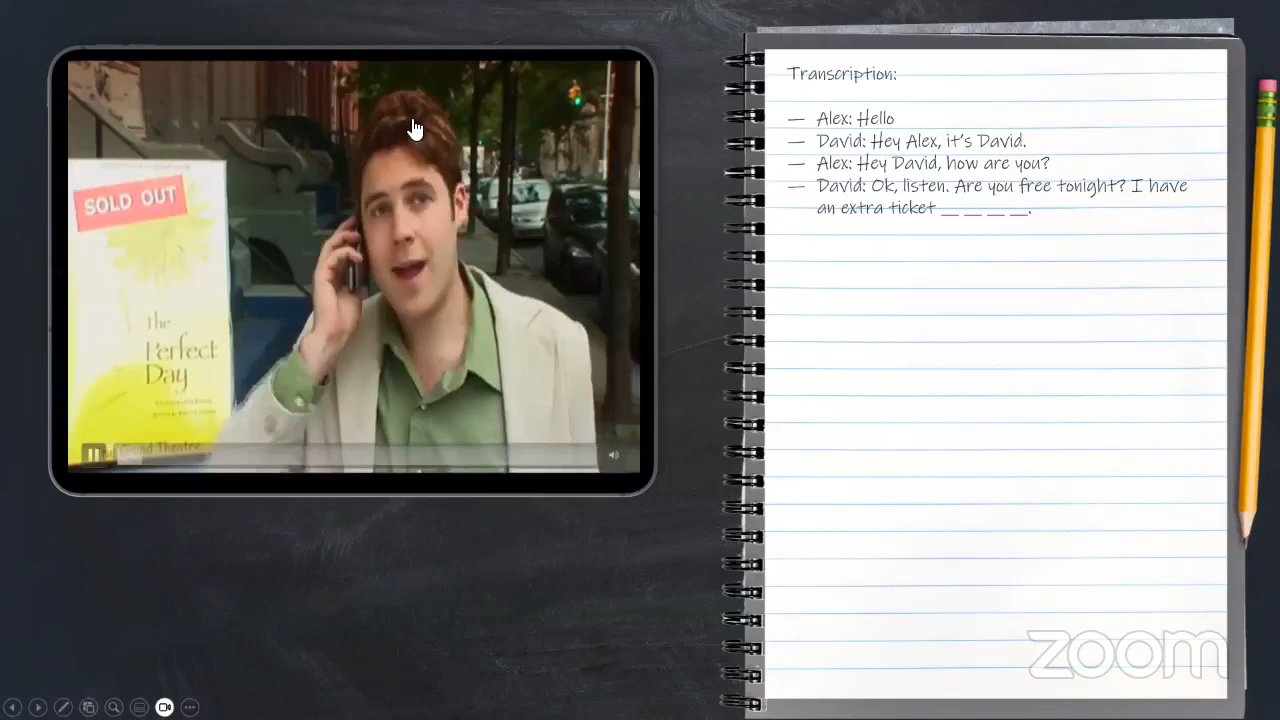 SOLD OUT
The
Perfect
Day
Transcription:
— Alex: Hello
— David: Hey Alex, it's David.
— Alex: Hey David, how are you?
— David: Ok, listen. Are you free tonight? I have
an extra ticket __ __ __ __.
zoom